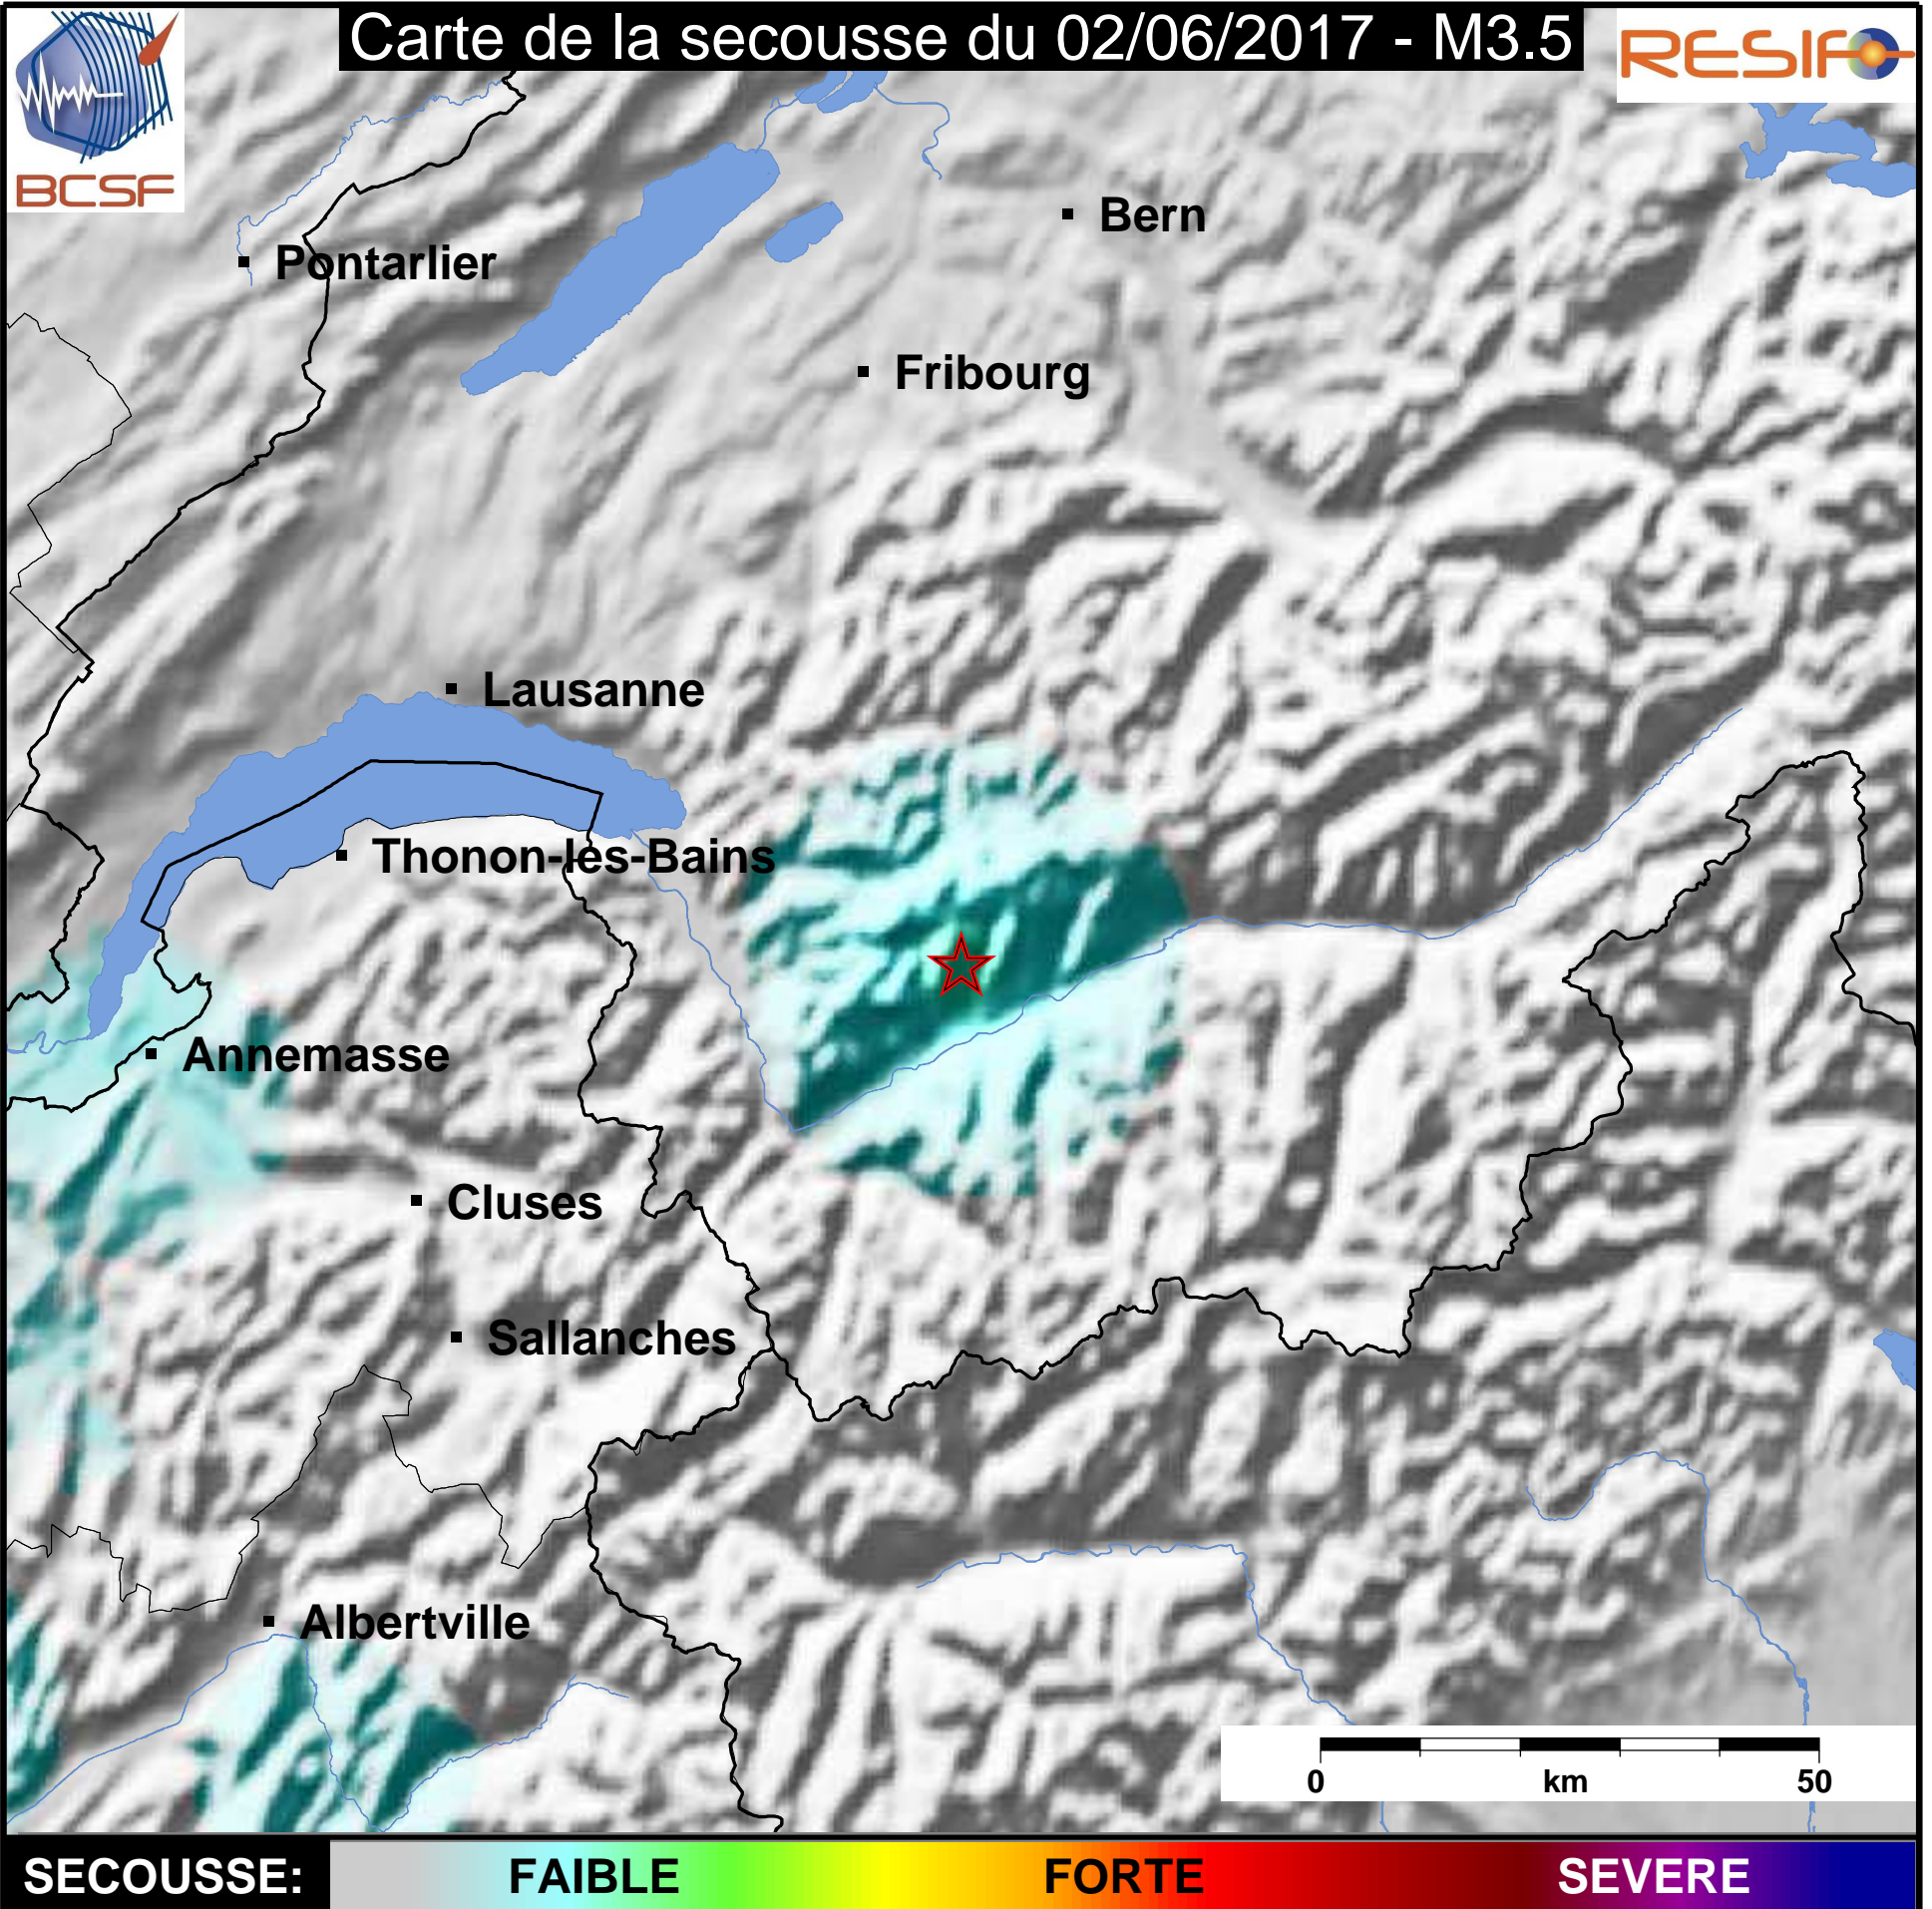 Carte de la secousse du 02/06/2017 - M3.5
BCSF
RESIF
Bern
Pontarlier
Fribourg
Lausanne
Thonon-les-Bains
Annemasse
Cluses
Sallanches
Albertville
0 km 50
SECOUSSE: FAIBLE FORTE SEVERE